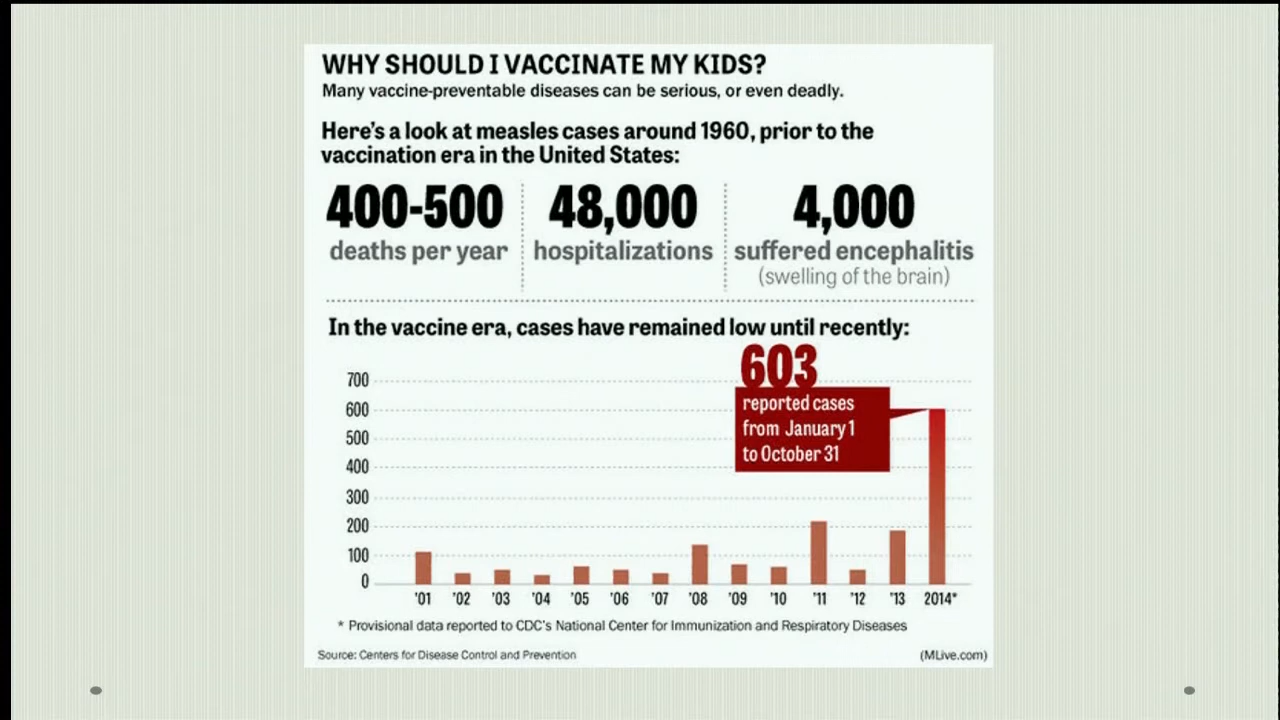 WHY SHOULD I VACCINATE MY KIDS?
Many vaccine-preventable diseases can be serious, or even deadly.
Here's a look at measles cases around 1960, prior to the
vaccination era in the United States:
400-500
deaths per year
48,000
hospitalizations
4,000
suffered encephalitis
(swelling of the brain)
In the vaccine era, cases have remained low until recently:
603
reported cases
from January 1
to October 31
700
600
500
400
300
200
100
0
'01 '02 '03 '04 '05 '06 '07 '08 '09 '10 '11 '12 '13 2014*
* Provisional data reported to CDC's National Center for Immunization and Respiratory Diseases
Source: Centers for Disease Control and Prevention
(MLive.com)